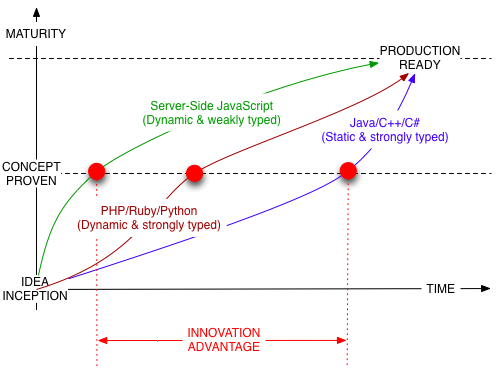 MATURITY
PRODUCTION
READY
Server-Side JavaScript
(Dynamic & weakly typed)
Java/C++/C#
(Static & strongly typed)
CONCEPT
PROVEN
PHP/Ruby/Python
(Dynamic & strongly typed)
IDEA
INCEPTION
TIME
INNOVATION
ADVANTAGE